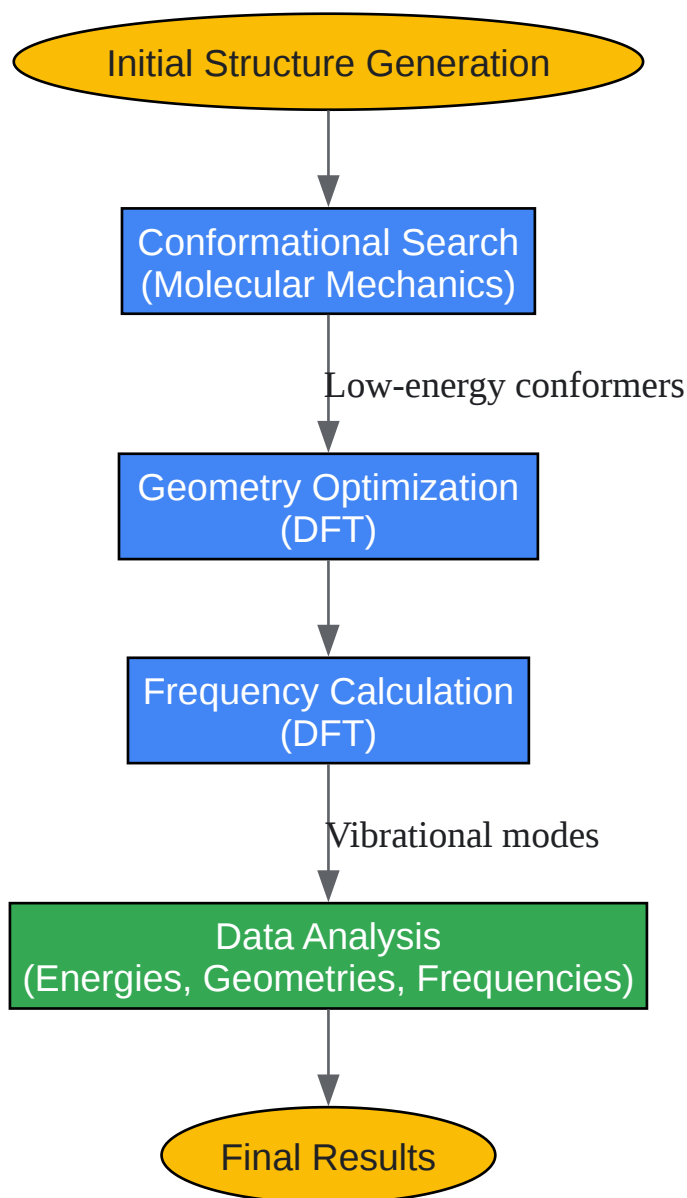 Initial Structure Generation
Conformational Search
(Molecular Mechanics)
Low-energy conformers
Geometry Optimization
(DFT)
Frequency Calculation
(DFT)
Vibrational modes
Data Analysis
(Energies, Geometries, Frequencies)
Final Results